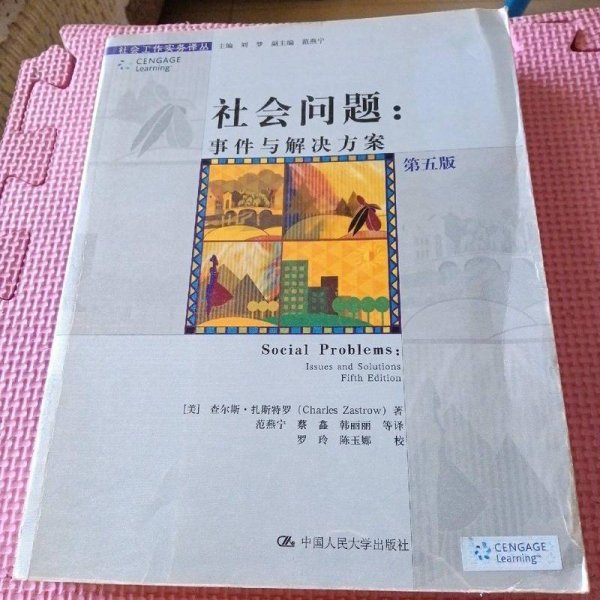 社会工作实务译丛 主编 刘 梦 副主编 范燕宁
CENGAGE
Learning™
社会问题：
事件与解决方案
第五版
Social Problems:
Issues and Solutions
Fifth Edition
［美］ 查尔斯·扎斯特罗（Charles Zastrow）著
范燕宁 蔡 鑫 韩丽丽 等译
罗 玲 陈玉娜 校
中国人民大学出版社
CENGAGE
Learning™